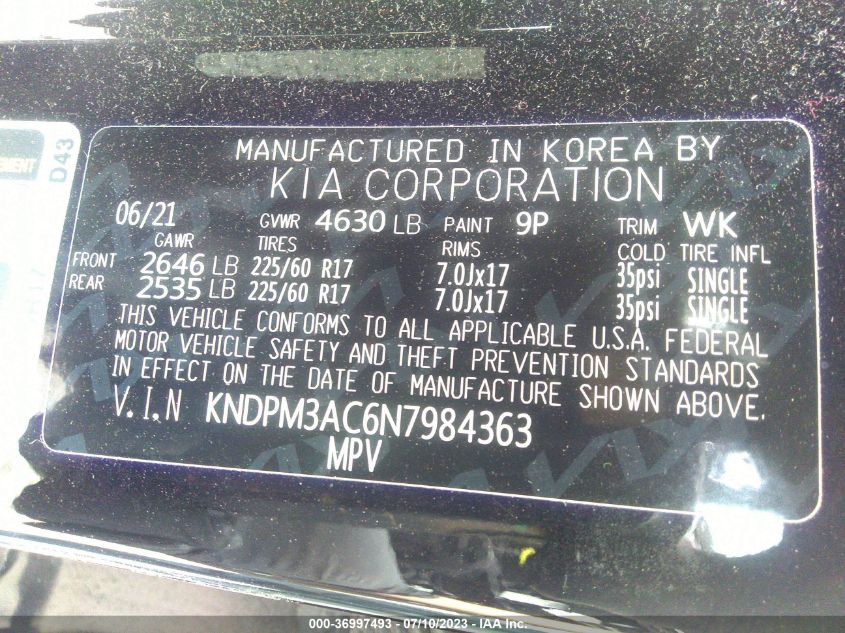 EMENT
D43
MANUFACTURED IN KOREA BY
KIA CORPORATION
06/21 GVWR 4630 LB PAINT 9P TRIM WK
GAWR TIRES RIMS COLD TIRE INFL
FRONT 2646 LB 225/60 R17 7.0Jx17 35psi SINGLE
REAR 2535 LB 225/60 R17 7.0Jx17 35psi SINGLE
THIS VEHICLE CONFORMS TO ALL APPLICABLE U.S.A. FEDERAL
MOTOR VEHICLE SAFETY AND THEFT PREVENTION STANDARDS
IN EFFECT ON THE DATE OF MANUFACTURE SHOWN ABOVE.
V.I.N KNDPM3AC6N7984363
MPV
000-36997493 - 07/10/2023 - IAA Inc.